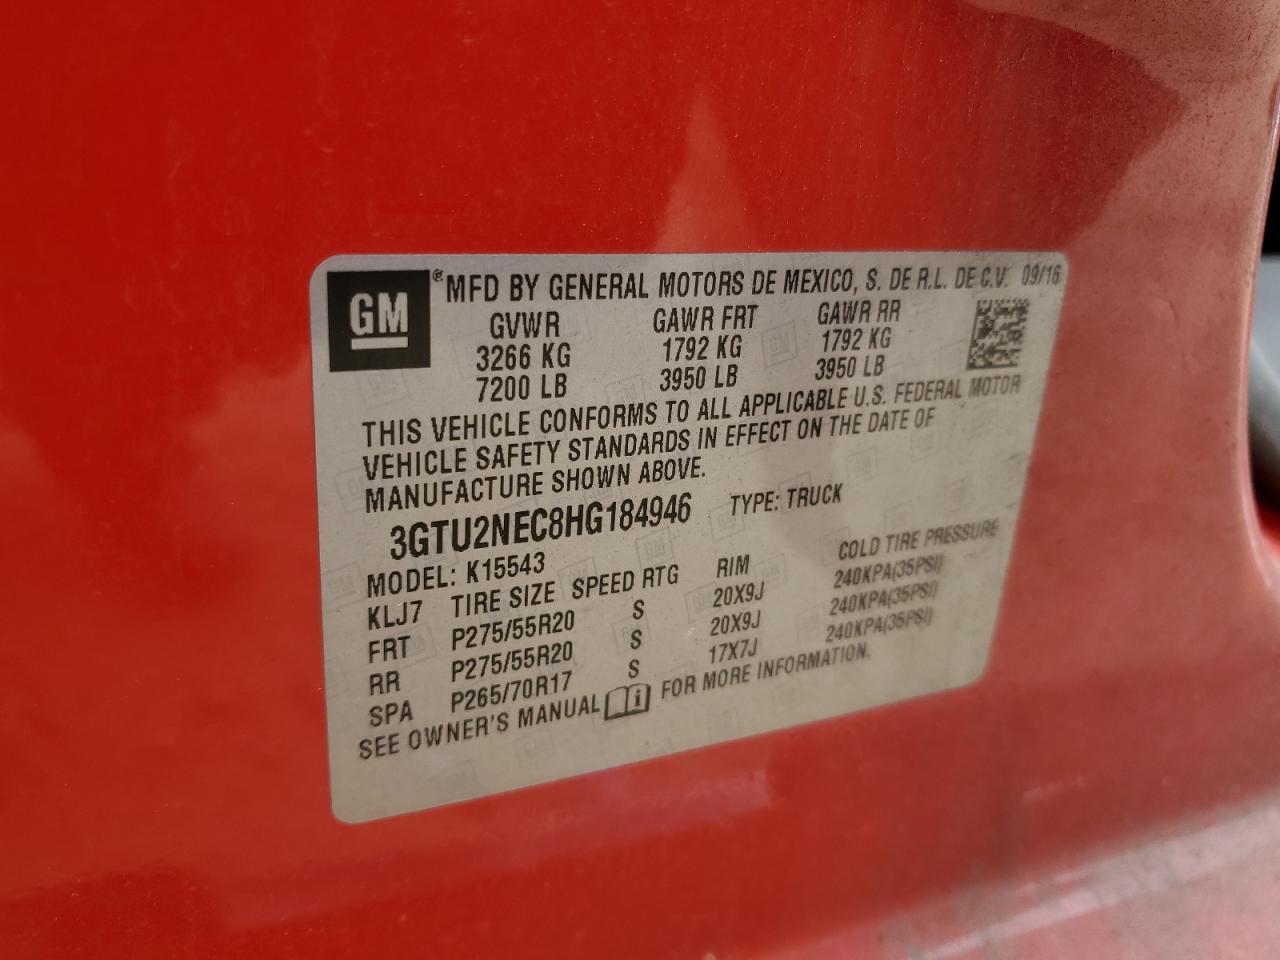 GM ® MFD BY GENERAL MOTORS DE MEXICO, S. DE R.L. DE C.V. 09/16
GVWR GAWR FRT GAWR RR
3266 KG 1792 KG 1792 KG
7200 LB 3950 LB 3950 LB
THIS VEHICLE CONFORMS TO ALL APPLICABLE U.S. FEDERAL MOTOR
VEHICLE SAFETY STANDARDS IN EFFECT ON THE DATE OF
MANUFACTURE SHOWN ABOVE.
3GTU2NEC8HG184946 TYPE: TRUCK
MODEL: K15543
KLJ7 TIRE SIZE SPEED RTG RIM COLD TIRE PRESSURE
FRT P275/55R20 S 20X9J 240KPA(35PSI)
RR P275/55R20 S 20X9J 240KPA(35PSI)
SPA P265/70R17 S 17X7J 240KPA(35PSI)
SEE OWNER'S MANUAL i FOR MORE INFORMATION.